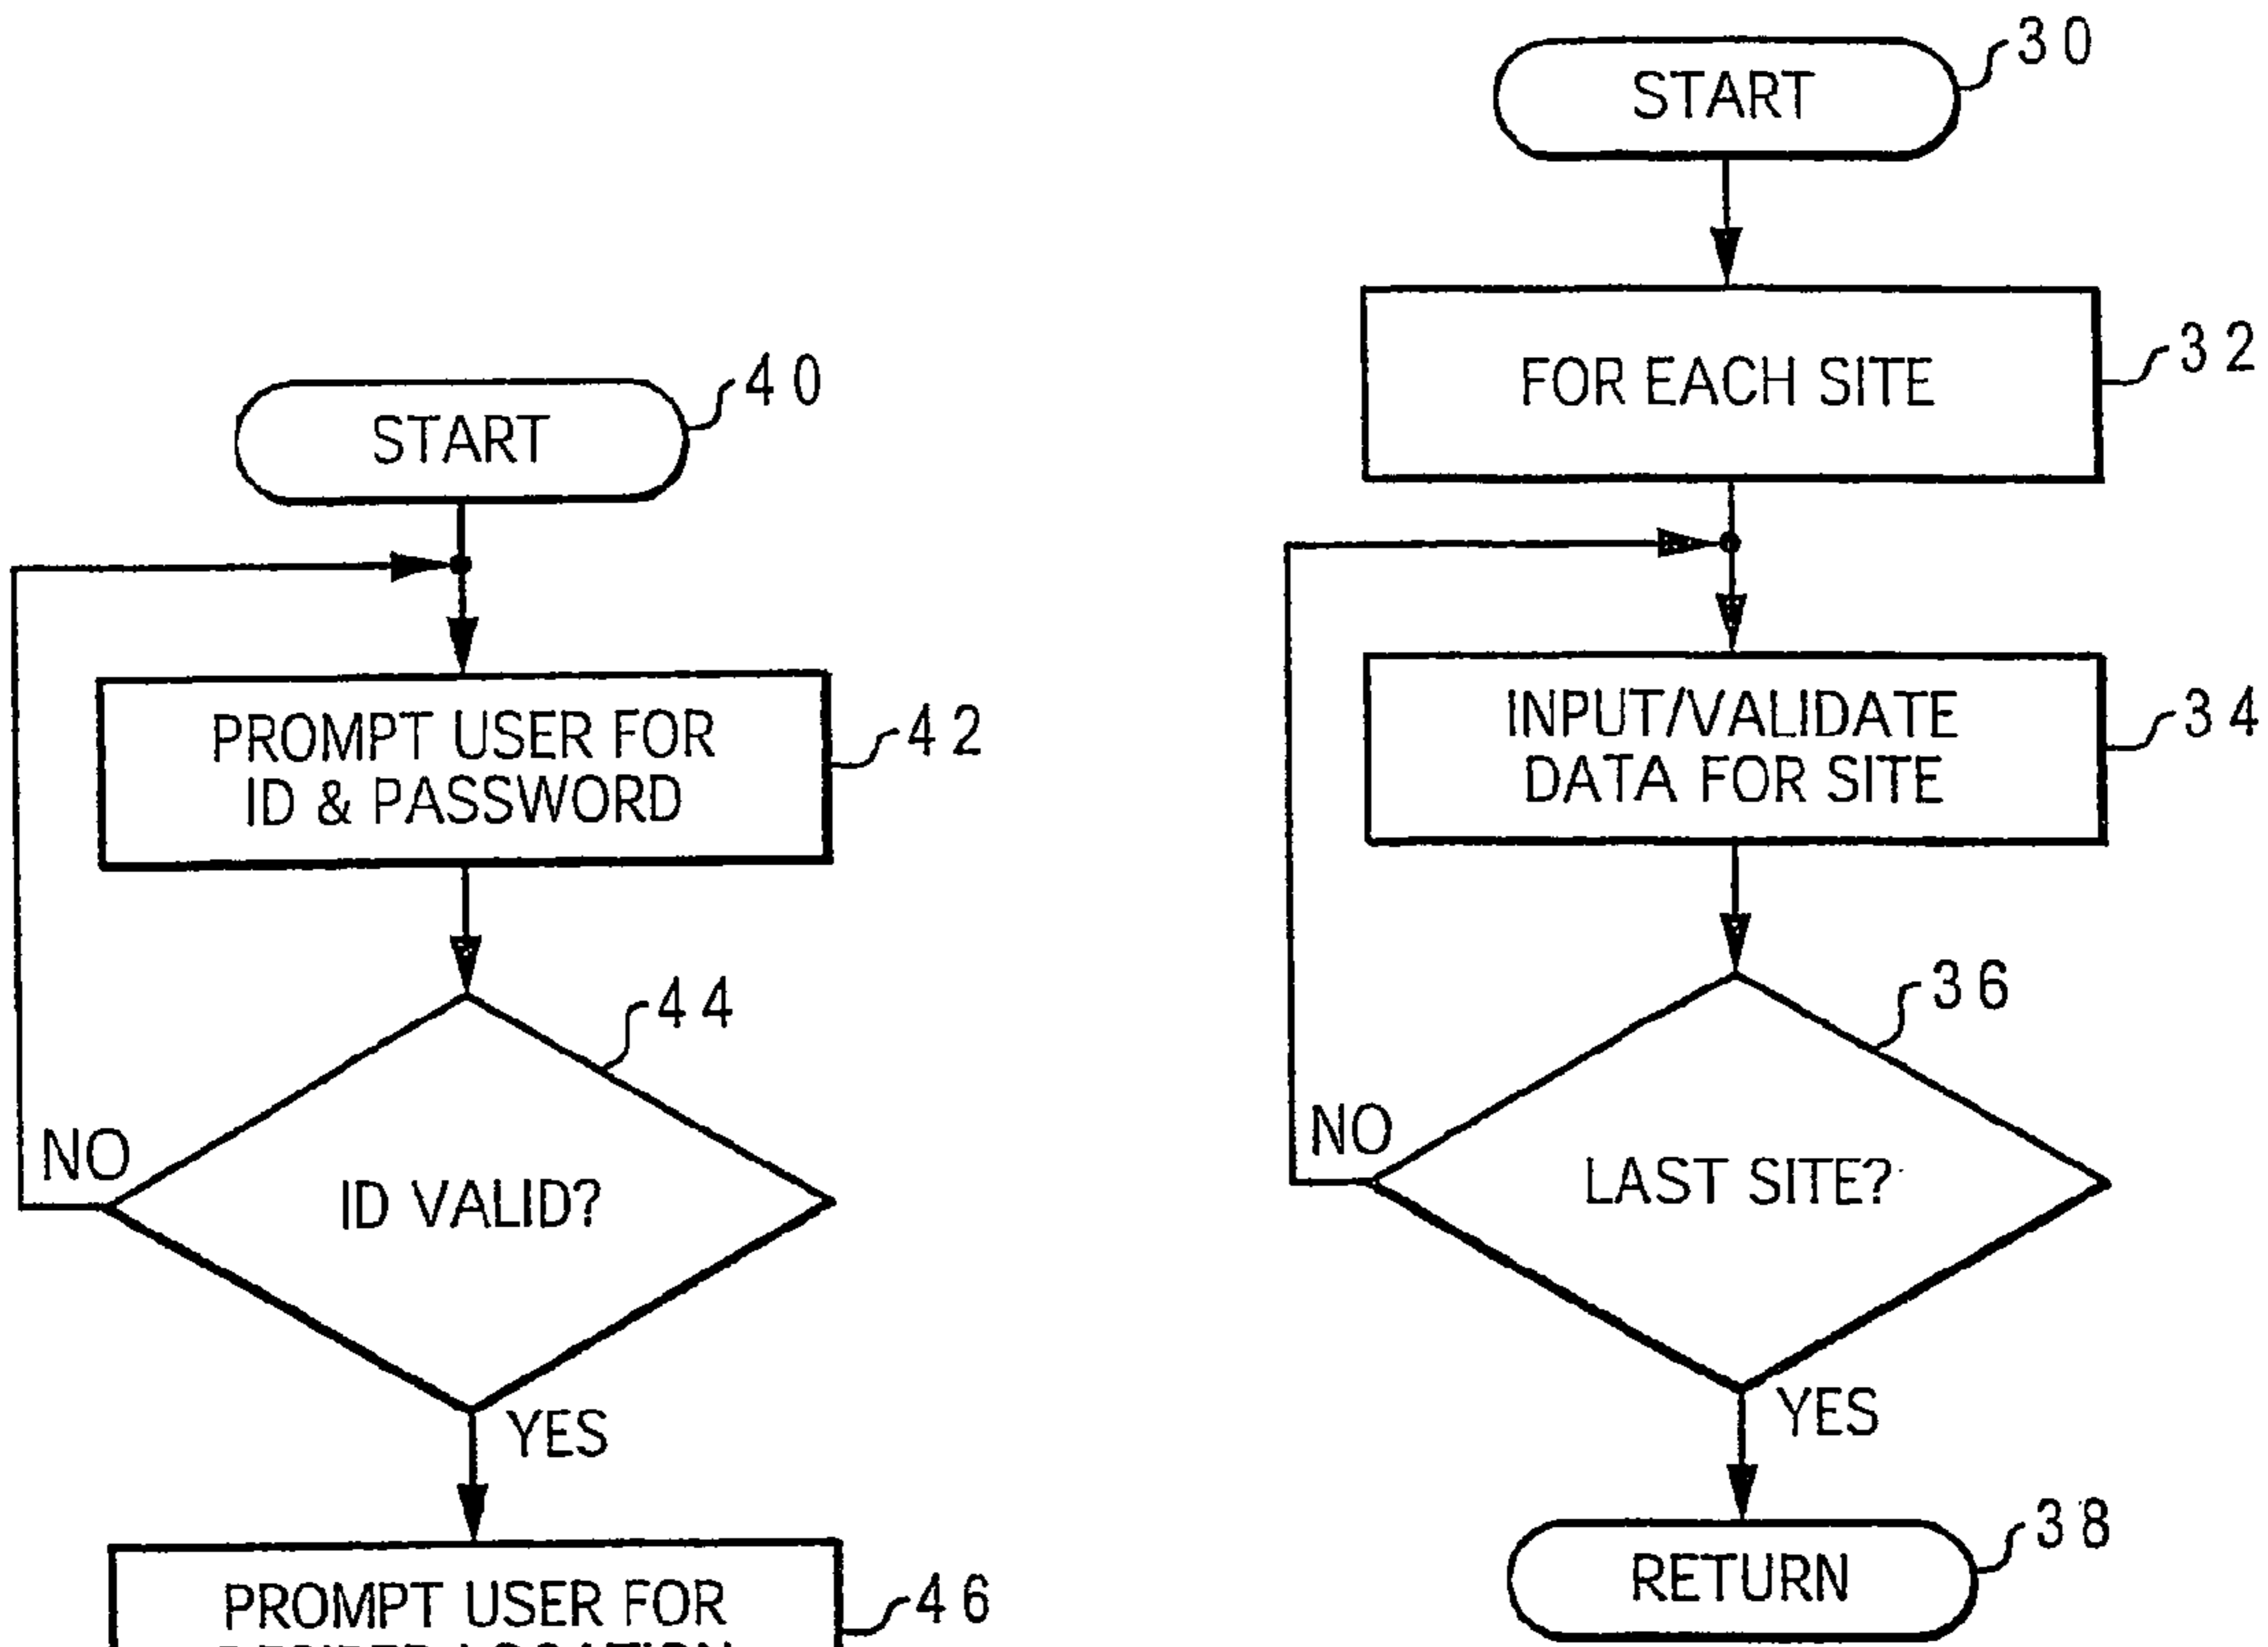 START
40
PROMPT USER FOR
ID & PASSWORD
42
44
NO
ID VALID?
YES
PROMPT USER FOR
46
START
30
FOR EACH SITE
32
INPUT/VALIDATE
DATA FOR SITE
34
36
NO
LAST SITE?
YES
RETURN
38